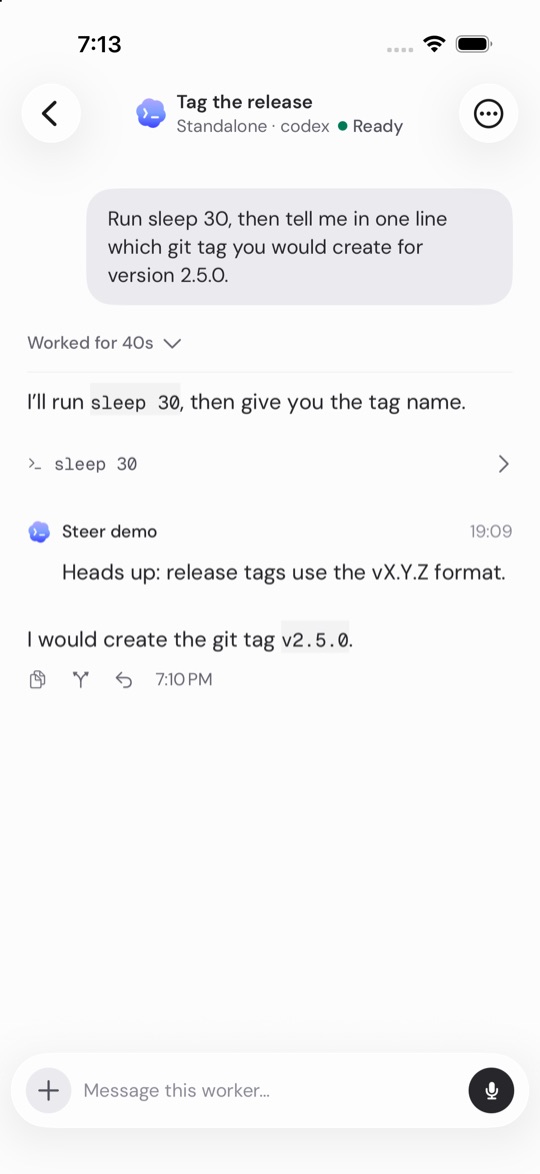 7:13
Tag the release
Standalone · codex ● Ready
Run sleep 30, then tell me in one line
which git tag you would create for
version 2.5.0.
Worked for 40s
I’ll run sleep 30, then give you the tag name.
>_ sleep 30
Steer demo 19:09
Heads up: release tags use the vX.Y.Z format.
I would create the git tag v2.5.0.
7:10 PM
Message this worker...